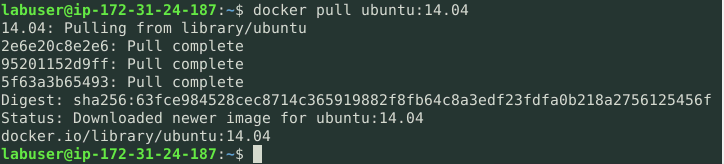 labuser@ip-172-31-24-187:~$ docker pull ubuntu:14.04
14.04: Pulling from library/ubuntu
2e6e20c8e2e6: Pull complete
95201152d9ff: Pull complete
5f63a3b65493: Pull complete
Digest: sha256:63fce984528cec8714c365919882f8fb64c8a3edf23fdfa0b218a2756125456f
Status: Downloaded newer image for ubuntu:14.04
docker.io/library/ubuntu:14.04
labuser@ip-172-31-24-187:~$